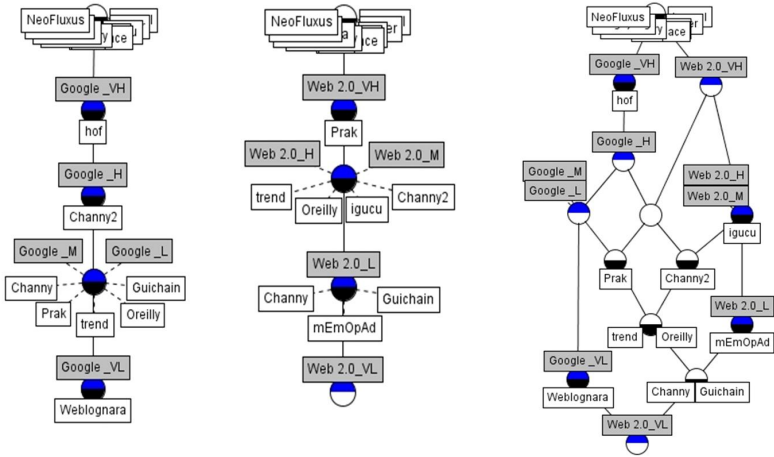 NeoFluxus
Google _VH
hof
Google _H
Channy2
Google _M
Google _L
Channy
Guichain
Prak
Oreilly
trend
Google _VL
Weblognara
NeoFluxus
Web 2.0_VH
Prak
Web 2.0_H
Web 2.0_M
trend
Channy2
Oreilly
igucu
Web 2.0_L
Channy
Guichain
mEmOpAd
Web 2.0_VL
NeoFluxus
Google _VH
Web 2.0_VH
hof
Google _H
Google _M
Google _L
Web 2.0_H
Web 2.0_M
igucu
Prak
Channy2
Web 2.0_L
trend
Oreilly
mEmOpAd
Google _VL
Weblognara
Channy
Guichain
Web 2.0_VL